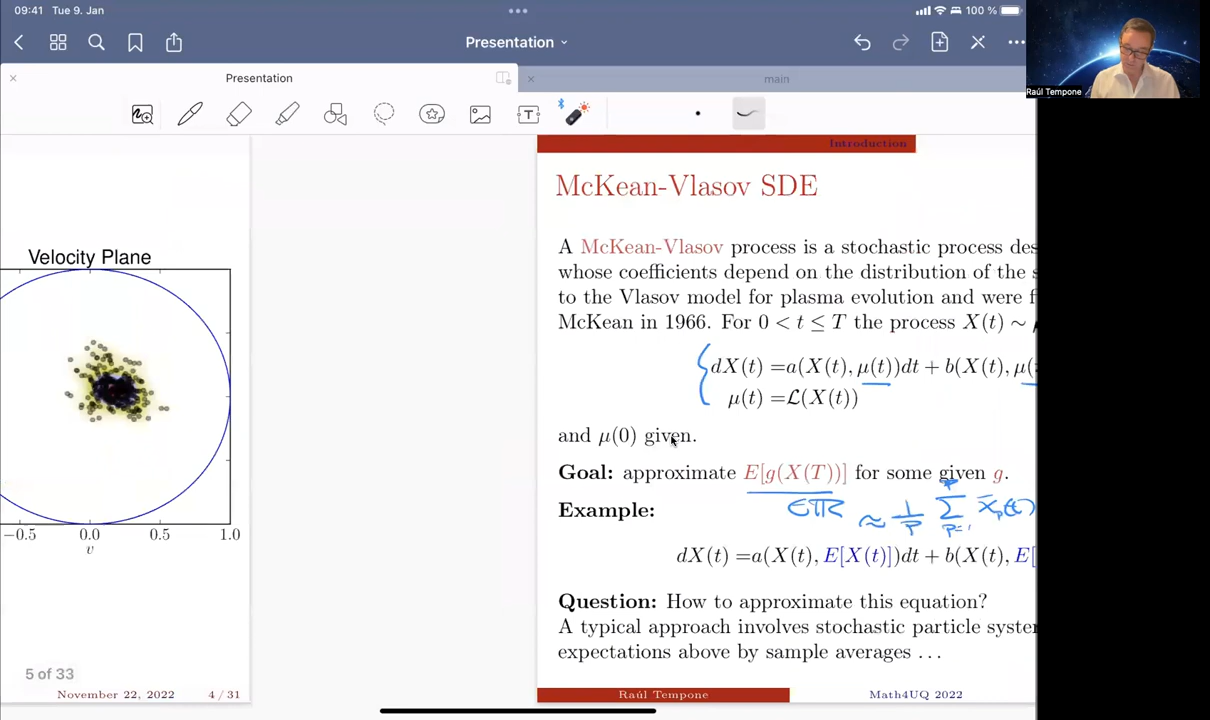 09:41 Tue 9. Jan
100 %
Presentation
Raúl Tempone
Presentation
main
Introduction
McKean-Vlasov SDE
A McKean-Vlasov process is a stochastic process des
whose coefficients depend on the distribution of the s
to the Vlasov model for plasma evolution and were f
McKean in 1966. For 0 < t ≤ T the process X(t) ∼
dX(t) =a(X(t), μ(t))dt + b(X(t), μ(
μ(t) =ℒ(X(t))
and μ(0) given.
Goal: approximate E[g(X(T))] for some given g.
∈ℝ ≈ 1/P ∑ p=1 P X̄ₚ(t)
Example:
dX(t) =a(X(t), E[X(t)])dt + b(X(t), E[
Question: How to approximate this equation?
A typical approach involves stochastic particle syste
expectations above by sample averages ...
Raúl Tempone Math4UQ 2022
Velocity Plane
−0.5 0.0 0.5 1.0
v
5 of 33
November 22, 2022 4 / 31